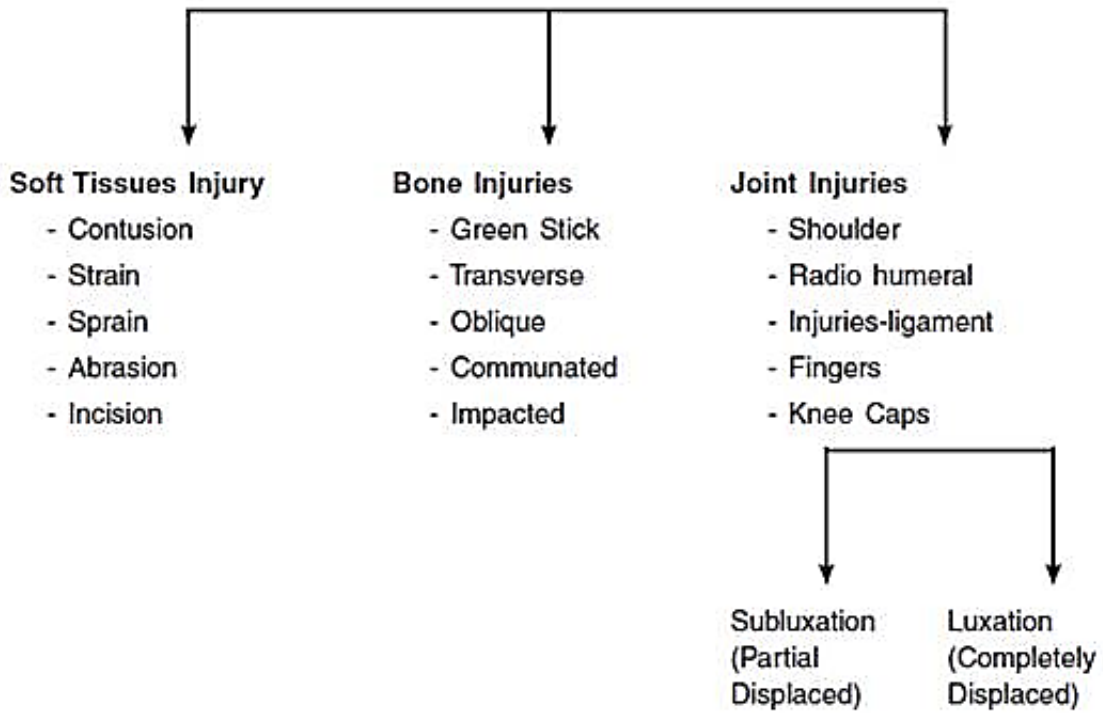 Soft Tissues Injury
- Contusion
- Strain
- Sprain
- Abrasion
- Incision
Bone Injuries
- Green Stick
- Transverse
- Oblique
- Communated
- Impacted
Joint Injuries
- Shoulder
- Radio humeral
- Injuries-ligament
- Fingers
- Knee Caps
Subluxation
(Partial
Displaced)
Luxation
(Completely
Displaced)